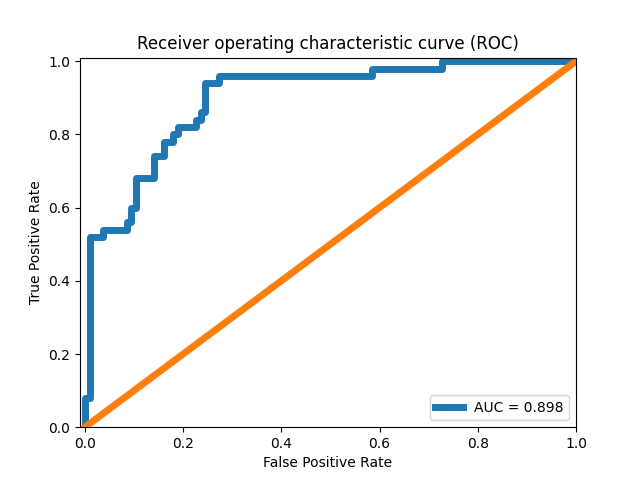 Receiver operating characteristic curve (ROC)
1.0
0.8
0.6
0.4
0.2
0.0
True Positive Rate
AUC = 0.898
0.0 0.2 0.4 0.6 0.8 1.0
False Positive Rate